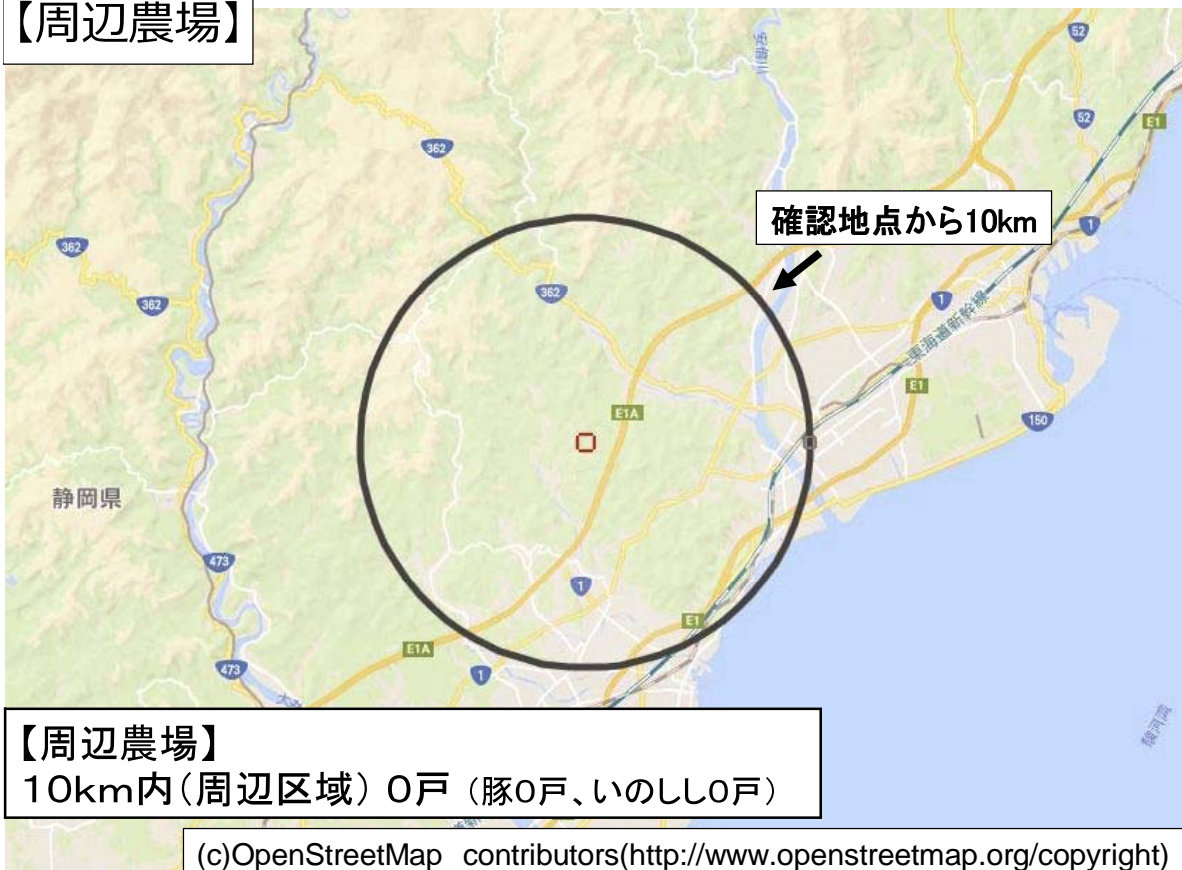 【周辺農場】
安倍川
52
52
E1
362
確認地点から10km
362
362
362
1
1
東海道新幹線
E1
E1A
150
静岡県
473
1
E1
E1A
473
1
【周辺農場】
10km内(周辺区域) 0戸 (豚0戸、いのしし0戸)
(c)OpenStreetMap contributors(http://www.openstreetmap.org/copyright)